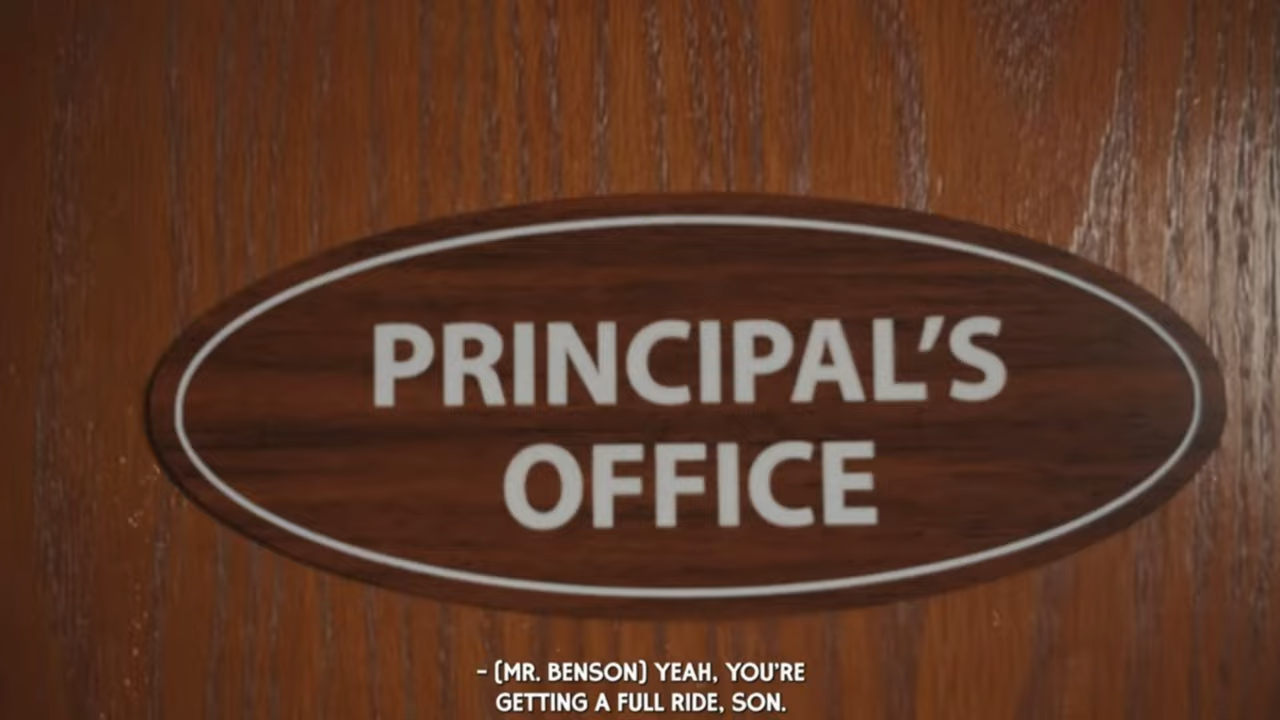 PRINCIPAL'S
OFFICE
- (MR. BENSON) YEAH, YOU'RE
GETTING A FULL RIDE, SON.